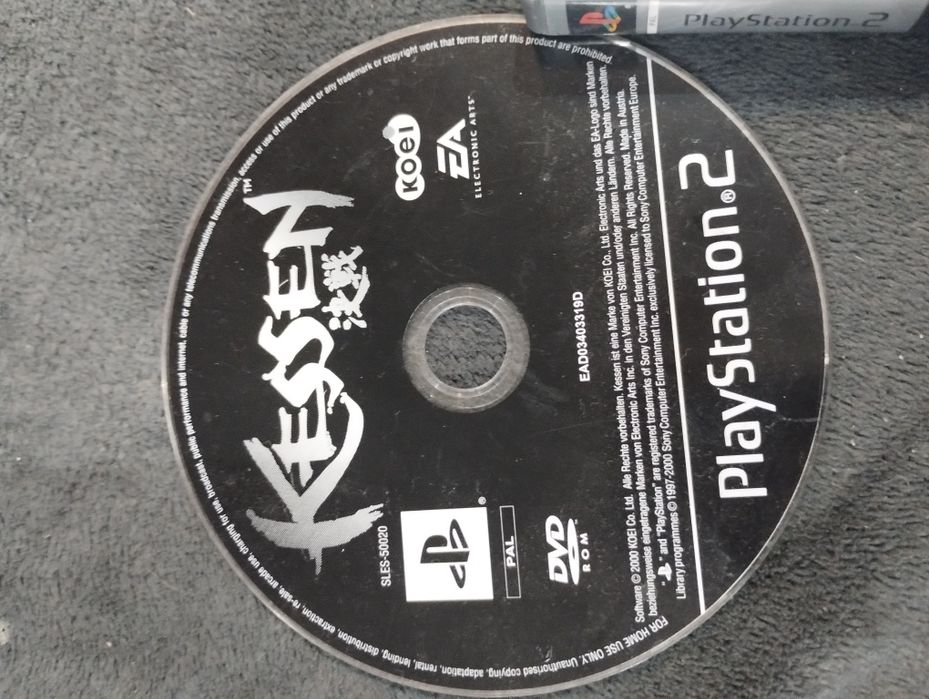 PAL PlayStation 2
FOR HOME USE ONLY. Unauthorised copying, adaptation, rental, lending, distribution, extraction, re-sale, arcade use, charging for use, broadcast, public performance and internet, cable or any telecommunications transmission, access or use of this product or any trademark or copyright work that forms part of this product are prohibited.
KESSEN™
決戦
KOEI
EA™
ELECTRONIC ARTS™
SLES-50020
®
PAL
DVD
ROM
EAD03403319D
Software © 2000 KOEI Co. Ltd. Alle Rechte vorbehalten. Kessen ist eine Marke von KOEI Co., Ltd. Electronic Arts und das EA-Logo sind Marken
beziehungsweise eingetragene Marken von Electronic Arts Inc. in den Vereinigten Staaten und/oder anderen Ländern. Alle Rechte vorbehalten.
" " and "PlayStation" are registered trademarks of Sony Computer Entertainment Inc. All Rights Reserved. Made in Austria.
Library programmes © 1997-2000 Sony Computer Entertainment Inc. exclusively licensed to Sony Computer Entertainment Europe.
PlayStation®2